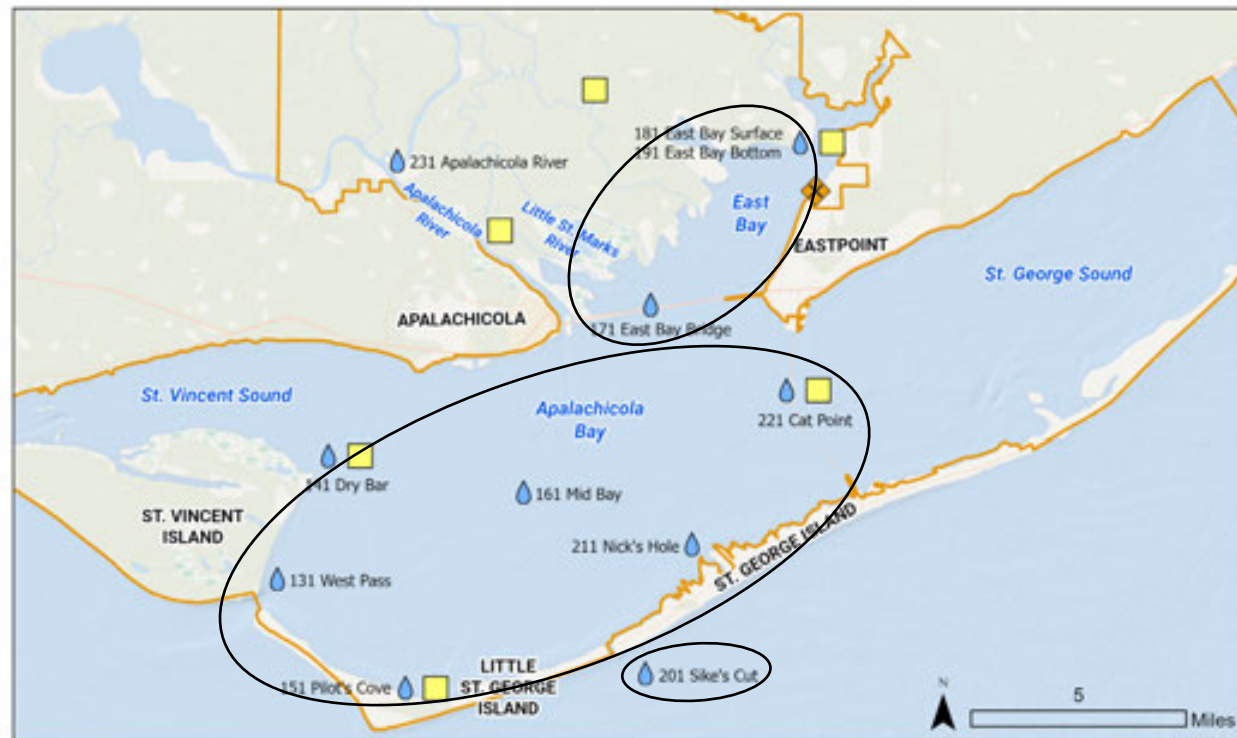 181 East Bay Surface
191 East Bay Bottom
231 Apalachicola River
Apalachicola
River
Little St. Marks
River
East
Bay
EASTPOINT
St. George Sound
APALACHICOLA
171 East Bay Bridge
St. Vincent Sound
Apalachicola
Bay
221 Cat Point
141 Dry Bar
161 Mid Bay
ST. VINCENT
ISLAND
211 Nick's Hole
ST. GEORGE ISLAND
131 West Pass
LITTLE
ST. GEORGE
ISLAND
151 Pilot's Cove
201 Sike's Cut
N
5
Miles